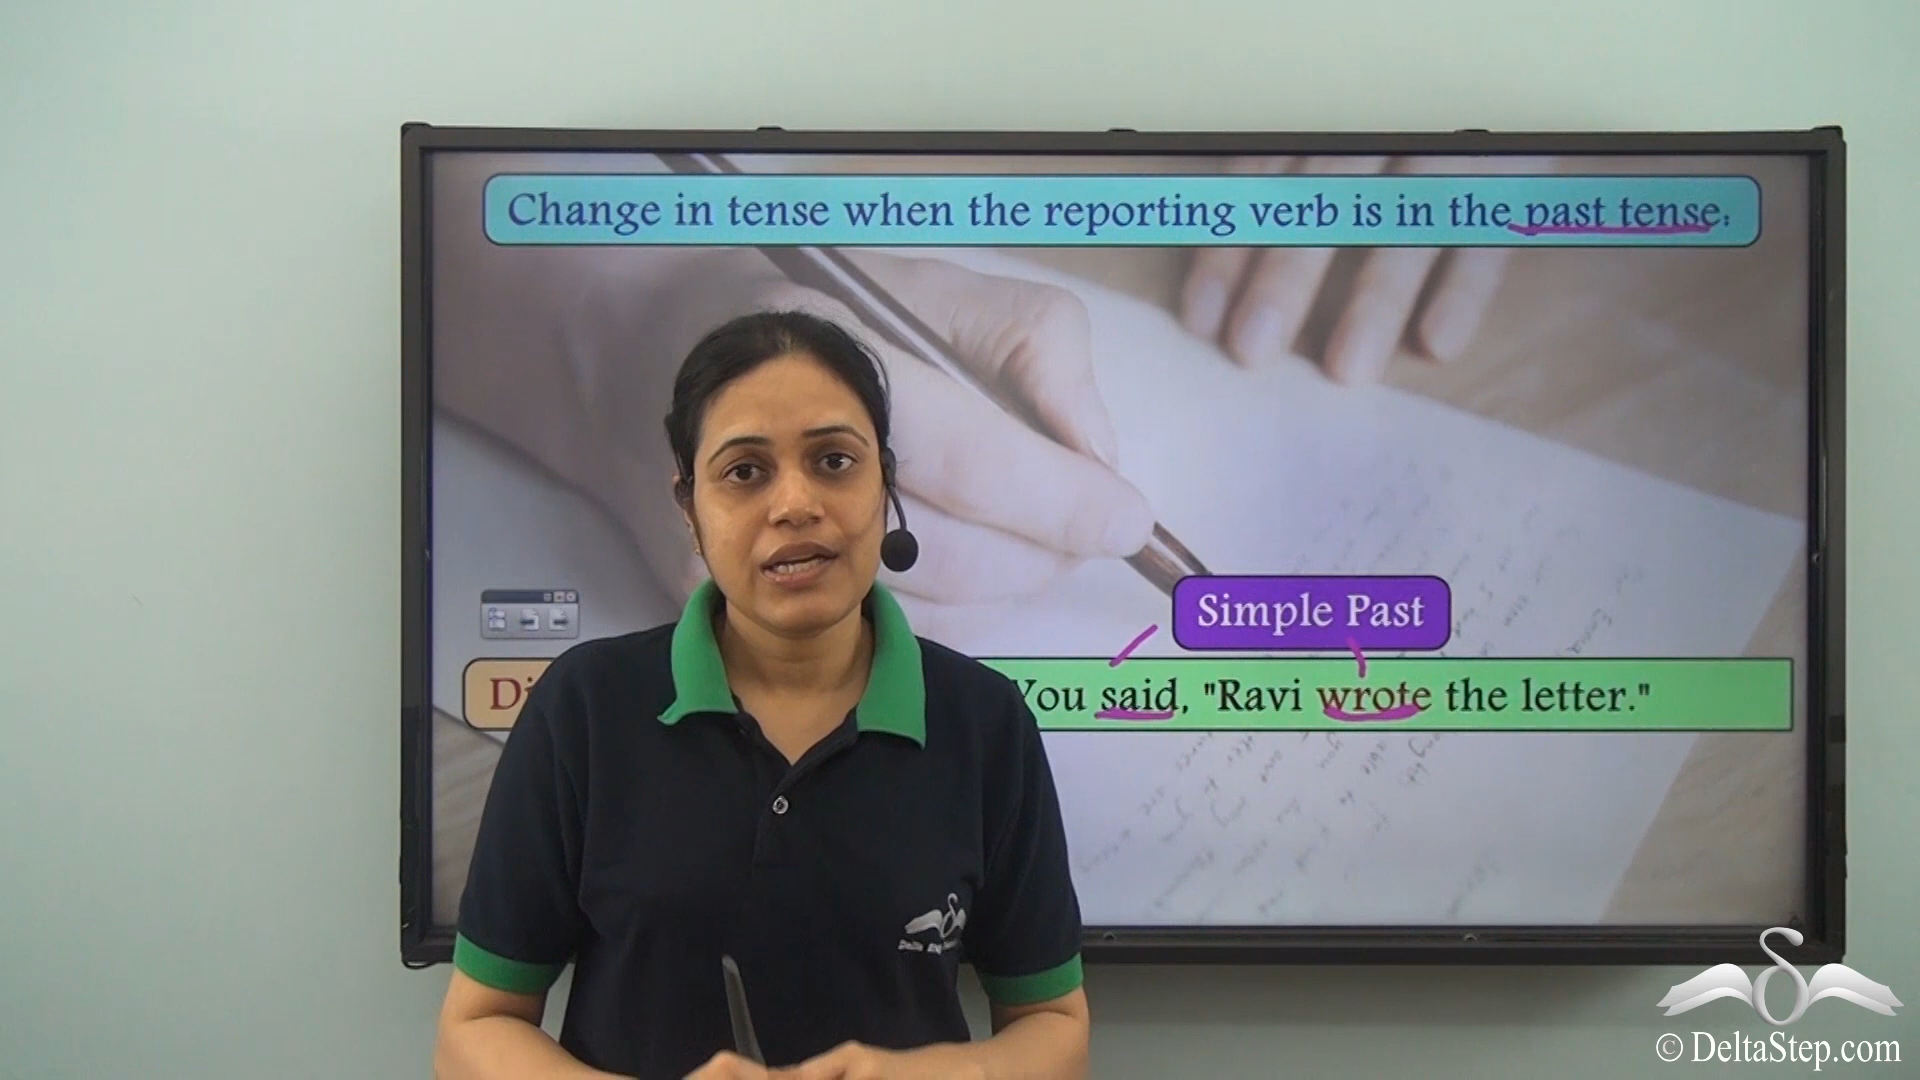 Change in tense when the reporting verb is in the past tense:
Simple Past
Di
You said, "Ravi wrote the letter."
Delta
© DeltaStep.com